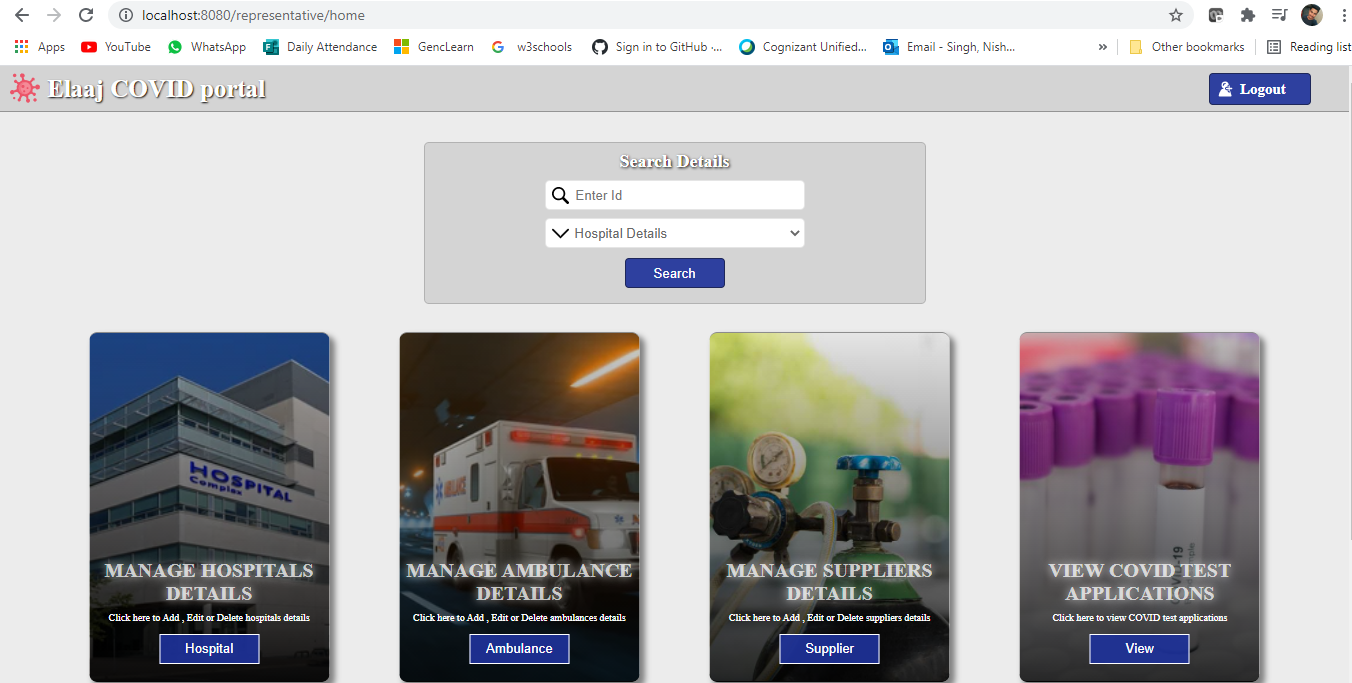 localhost:8080/representative/home
Apps YouTube WhatsApp Daily Attendance GencLearn w3schools Sign in to GitHub ·... Cognizant Unified... Email - Singh, Nish... » Other bookmarks Reading list
Elaaj COVID portal Logout
Search Details
Enter Id
Hospital Details
Search
HOSPITAL
Complex
AMBULANCE
MANAGE HOSPITALS
DETAILS
Click here to Add , Edit or Delete hospitals details
Hospital
MANAGE AMBULANCE
DETAILS
Click here to Add , Edit or Delete ambulances details
Ambulance
MANAGE SUPPLIERS
DETAILS
Click here to Add , Edit or Delete suppliers details
Supplier
VIEW COVID TEST
APPLICATIONS
Click here to view COVID test applications
View